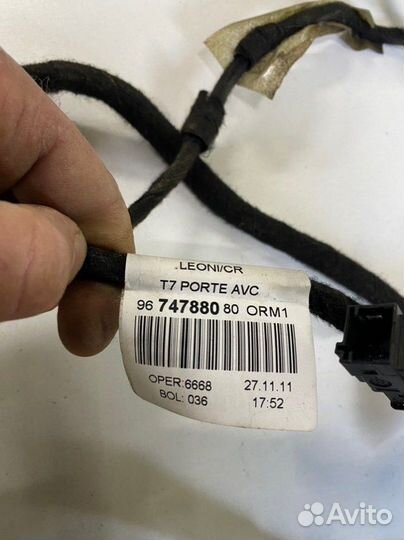 LEONI/CR
T7 PORTE AVC
96 747880 80 ORM1
OPER:6668 27.11.11
BOL: 036 17:52
Avito